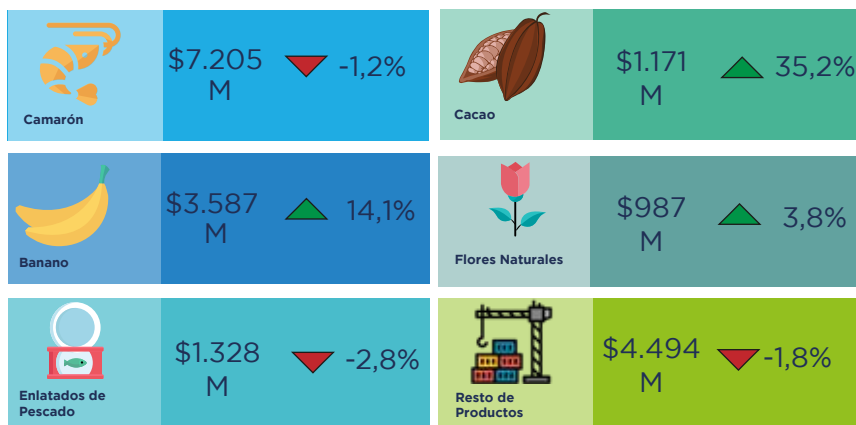 Camarón
$7.205
M
-1,2%
Cacao
$1.171
M
35,2%
Banano
$3.587
M
14,1%
Flores Naturales
$987
M
3,8%
Enlatados de
Pescado
$1.328
M
-2,8%
Resto de
Productos
$4.494
M
-1,8%